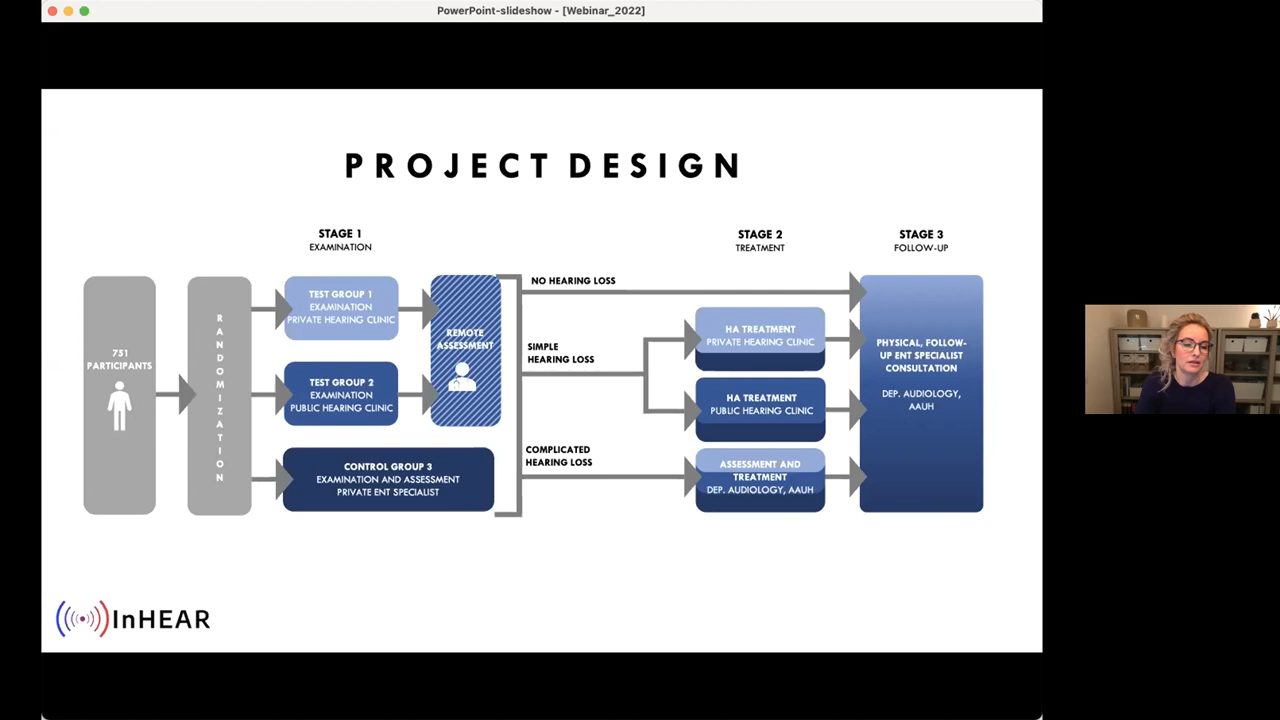 PowerPoint-slideshow - [Webinar_2022]
PROJECT DESIGN
STAGE 1
EXAMINATION
STAGE 2
TREATMENT
STAGE 3
FOLLOW-UP
751
PARTICIPANTS
RANDOMIZATION
TEST GROUP 1
EXAMINATION
PRIVATE HEARING CLINIC
TEST GROUP 2
EXAMINATION
PUBLIC HEARING CLINIC
CONTROL GROUP 3
EXAMINATION AND ASSESSMENT
PRIVATE ENT SPECIALIST
REMOTE
ASSESSMENT
NO HEARING LOSS
SIMPLE
HEARING LOSS
COMPLICATED
HEARING LOSS
HA TREATMENT
PRIVATE HEARING CLINIC
HA TREATMENT
PUBLIC HEARING CLINIC
ASSESSMENT AND
TREATMENT
DEP. AUDIOLOGY, AAUH
PHYSICAL, FOLLOW-
UP ENT SPECIALIST
CONSULTATION
DEP. AUDIOLOGY,
AAUH
InHEAR